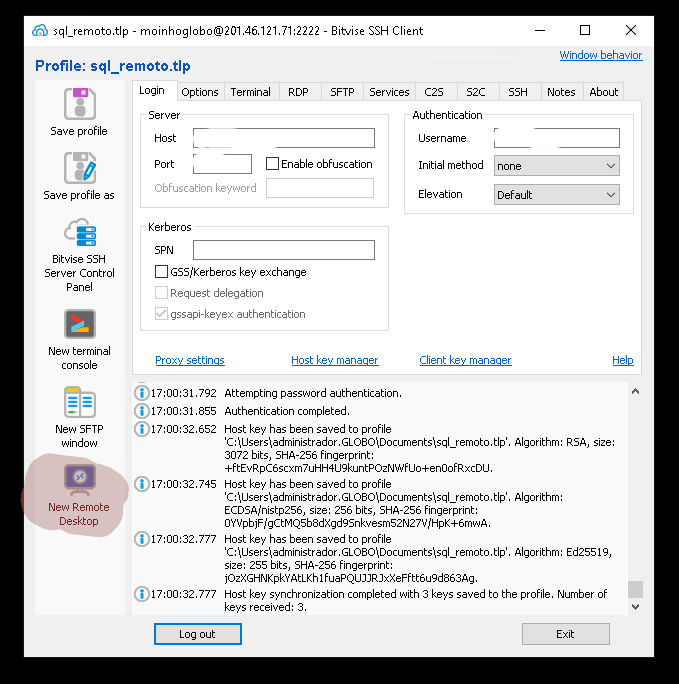 sql_remoto.tlp - moinhoglobo@201.46.121.71:2222 - Bitvise SSH Client
Window behavior
Profile: sql_remoto.tlp
Save profile
Save profile as
Bitvise SSH
Server Control
Panel
New terminal
console
New SFTP
window
New Remote
Desktop
Login Options Terminal RDP SFTP Services C2S S2C SSH Notes About
Server
Host
Port Enable obfuscation
Obfuscation keyword
Authentication
Username
Initial method none
Elevation Default
Kerberos
SPN
GSS/Kerberos key exchange
Request delegation
gssapi-keyex authentication
Proxy settings Host key manager Client key manager Help
17:00:31.792 Attempting password authentication.
17:00:31.855 Authentication completed.
17:00:32.652 Host key has been saved to profile
'C:\Users\administrador.GLOBO\Documents\sql_remoto.tlp'. Algorithm: RSA, size:
3072 bits, SHA-256 fingerprint:
+ftEvRpC6scxm7uHH4U9kuntPOzNWfUo+en0ofRxcDU.
17:00:32.745 Host key has been saved to profile
'C:\Users\administrador.GLOBO\Documents\sql_remoto.tlp'. Algorithm:
ECDSA/nistp256, size: 256 bits, SHA-256 fingerprint:
0YVpbjF/gCtMQ5b8dXgd9Snkvesm52N27V/HpK+6mwA.
17:00:32.777 Host key has been saved to profile
'C:\Users\administrador.GLOBO\Documents\sql_remoto.tlp'. Algorithm: Ed25519,
size: 255 bits, SHA-256 fingerprint:
jOzXGHNKpkYAtLKh1fuaPQUJJRJxXeFftt6u9d863Ag.
17:00:32.777 Host key synchronization completed with 3 keys saved to the profile. Number of
keys received: 3.
Log out Exit